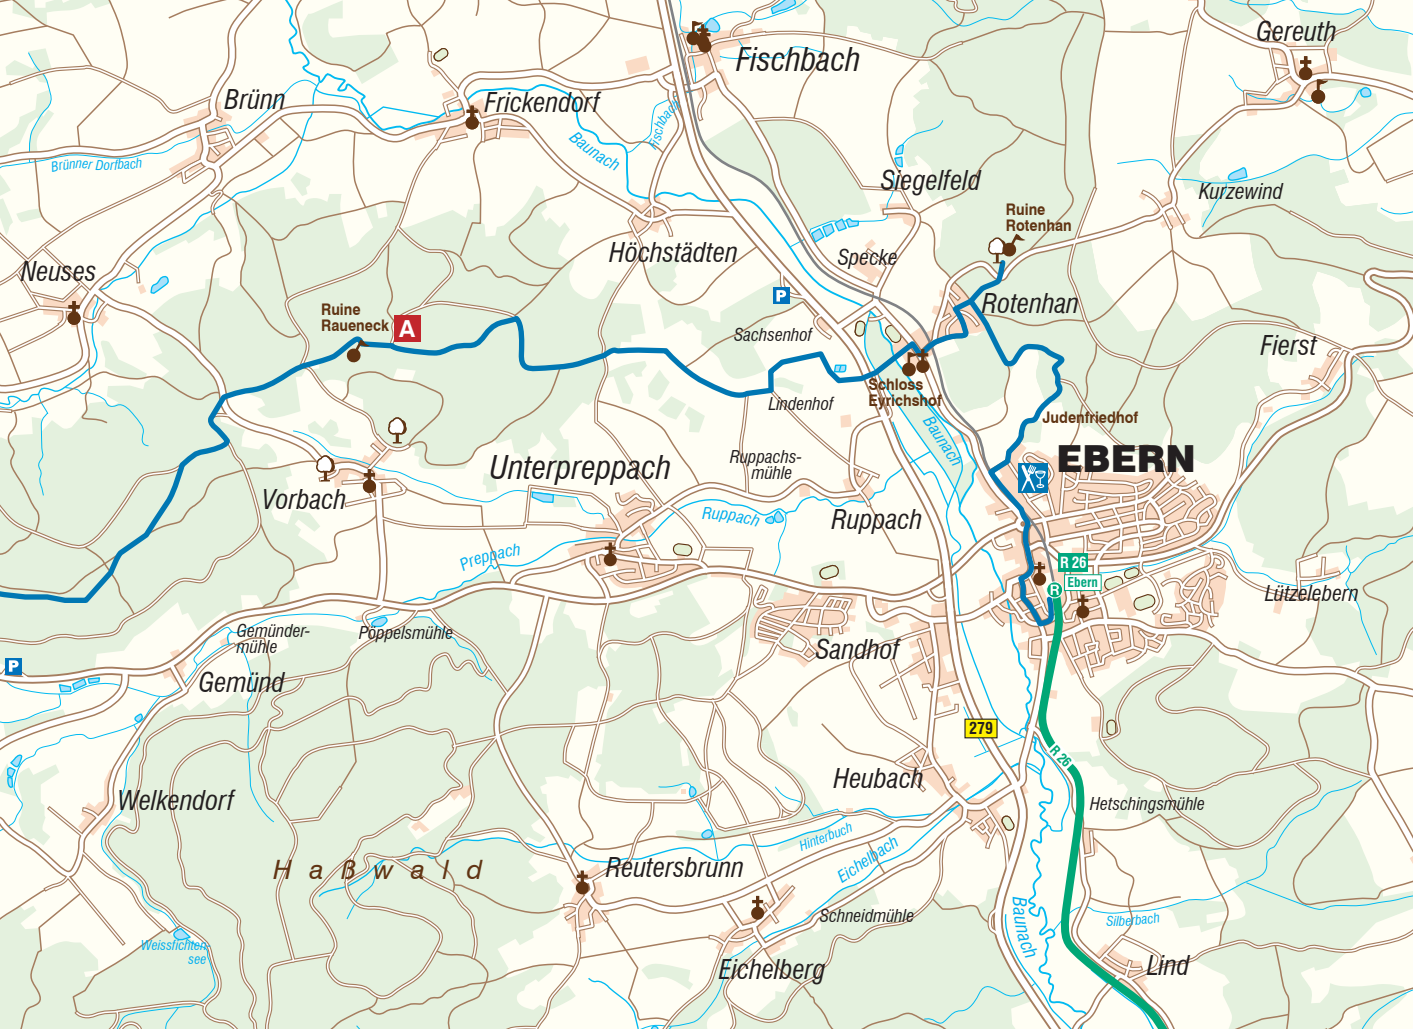 Gereuth
Fischbach
Brünn
Frickendorf
Fischbach
Baunach
Brünner Dorfbach
Siegelfeld
Kurzewind
Ruine
Rotenhan
Höchstädten
Specke
Neuses
P
Rotenhan
Ruine
Raueneck
A
Sachsenhof
Fierst
Schloss
Eyrichshof
Lindenhof
Baunach
Judenfriedhof
EBERN
Unterpreppach
Ruppachs-
mühle
Vorbach
Ruppach
Ruppach
Preppach
R 26
Ebern
R
Lützelebern
Gemünder-
mühle
Pöppelsmühle
Sandhof
P
Gemünd
279
R 26
Heubach
Welkendorf
Hetschingsmühle
Hinterbuch
Eichelbach
Haßwald
Reutersbrunn
Schneidmühle
Silberbach
Baunach
Weissfichten-
see
Eichelberg
Lind